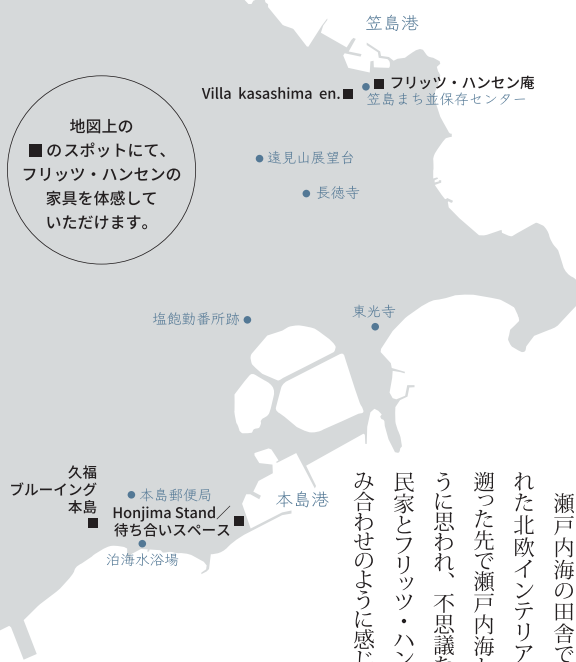 笠島港
フリッツ・ハンセン庵
Villa kasashima en.
笠島まち並保存センター
地図上の
■のスポットにて、
フリッツ・ハンセンの
家具を体感して
いただけます。
遠見山展望台
長徳寺
塩飽勤番所跡
東光寺
久福
ブルーイング
本島
本島郵便局
Honjima Stand／
待ち合いスペース
本島港
泊海水浴場
瀬戸内海の田舎で
れた北欧インテリア
遡った先で瀬戸内海
うに思われ、不思議
民家とフリッツ・ハン
み合わせのように感じ